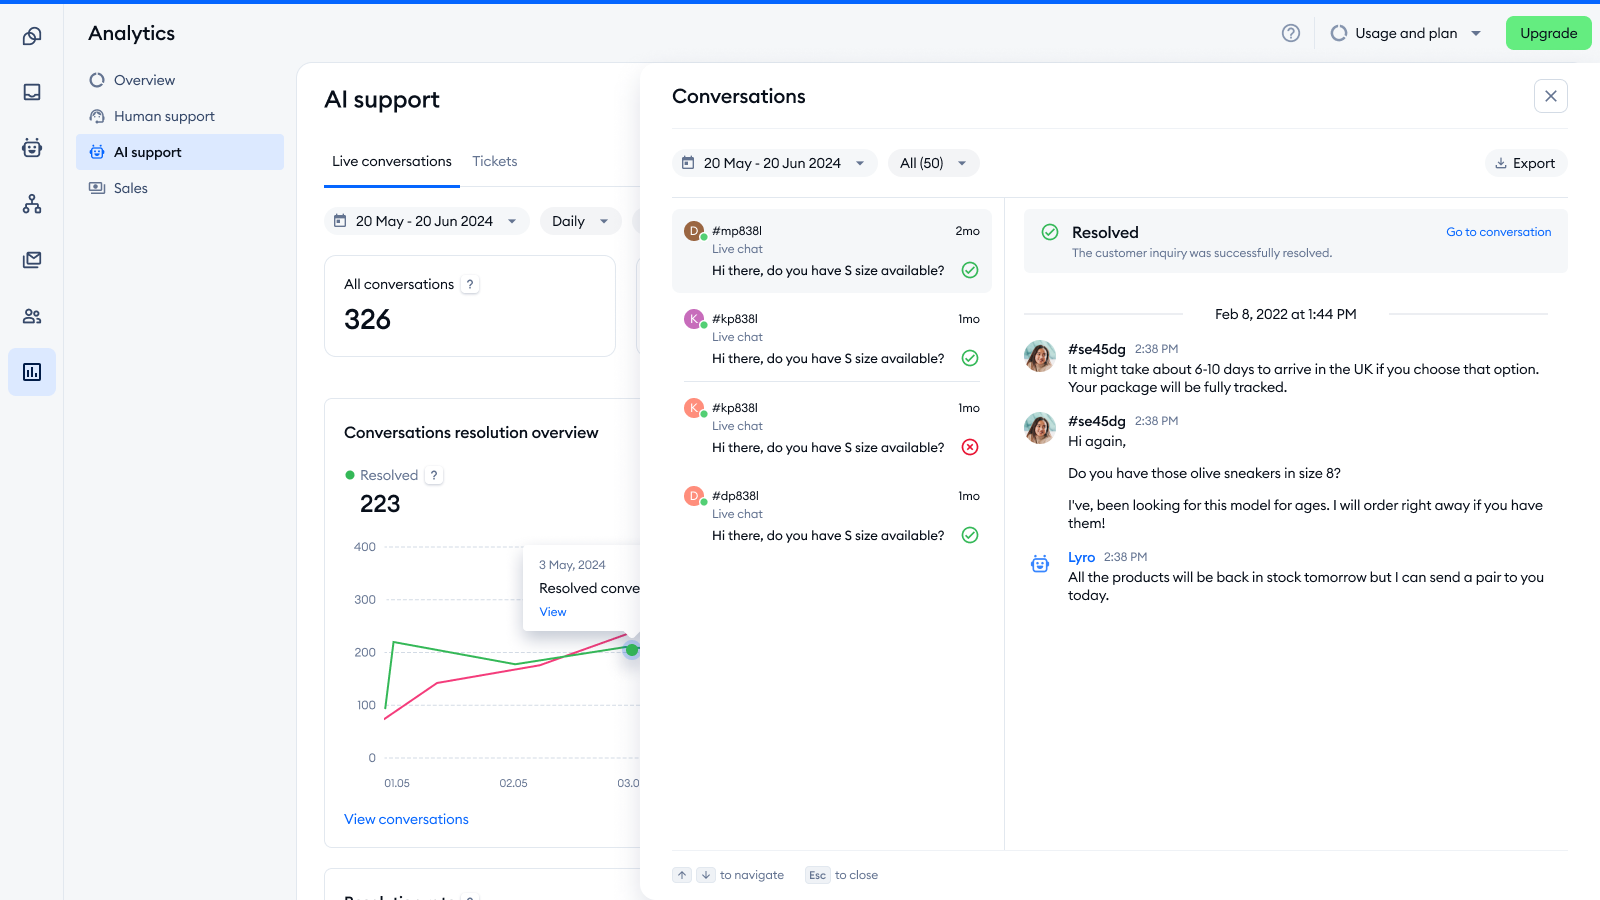 Analytics
Usage and plan
Upgrade
Overview
Human support
AI support
Sales
AI support
Live conversations
Tickets
20 May - 20 Jun 2024
Daily
All conversations ?
326
Conversations resolution overview
Resolved ?
223
400
300
200
100
0
01.05
02.05
03.0
3 May, 2024
Resolved conve
View
View conversations
Conversations
20 May - 20 Jun 2024
All (50)
Export
D
#mp838l
2mo
Live chat
Hi there, do you have S size available?
K
#kp838l
1mo
Live chat
Hi there, do you have S size available?
K
#kp838l
1mo
Live chat
Hi there, do you have S size available?
D
#dp838l
1mo
Live chat
Hi there, do you have S size available?
Resolved
Go to conversation
The customer inquiry was successfully resolved.
Feb 8, 2022 at 1:44 PM
#se45dg 2:38 PM
It might take about 6-10 days to arrive in the UK if you choose that option.
Your package will be fully tracked.
#se45dg 2:38 PM
Hi again,
Do you have those olive sneakers in size 8?
I've, been looking for this model for ages. I will order right away if you have
them!
Lyro 2:38 PM
All the products will be back in stock tomorrow but I can send a pair to you
today.
to navigate
Esc to close